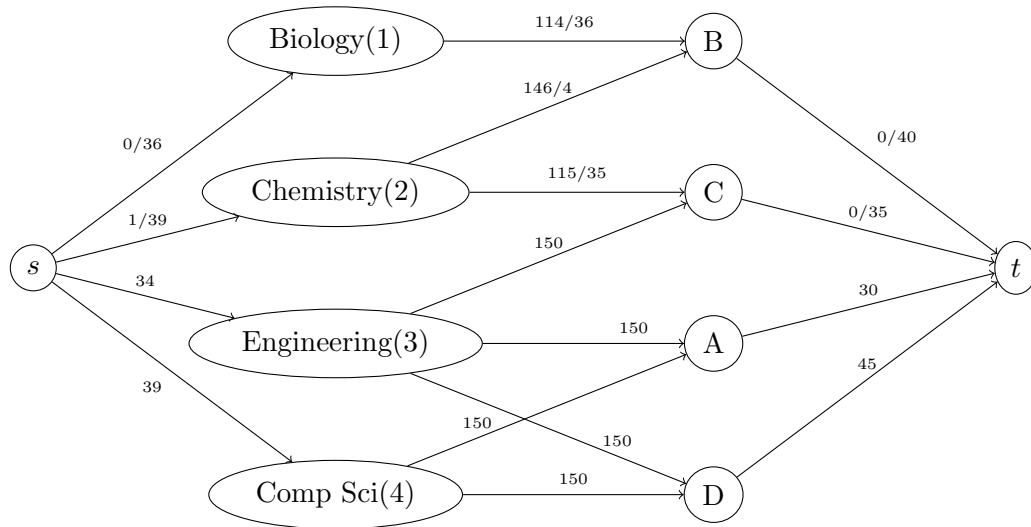 Biology(1)
114/36
B
146/4
0/36
0/40
Chemistry(2)
115/35
C
1/39
0/35
150
s
t
34
30
Engineering(3)
150
A
39
45
150
150
Comp Sci(4)
150
D